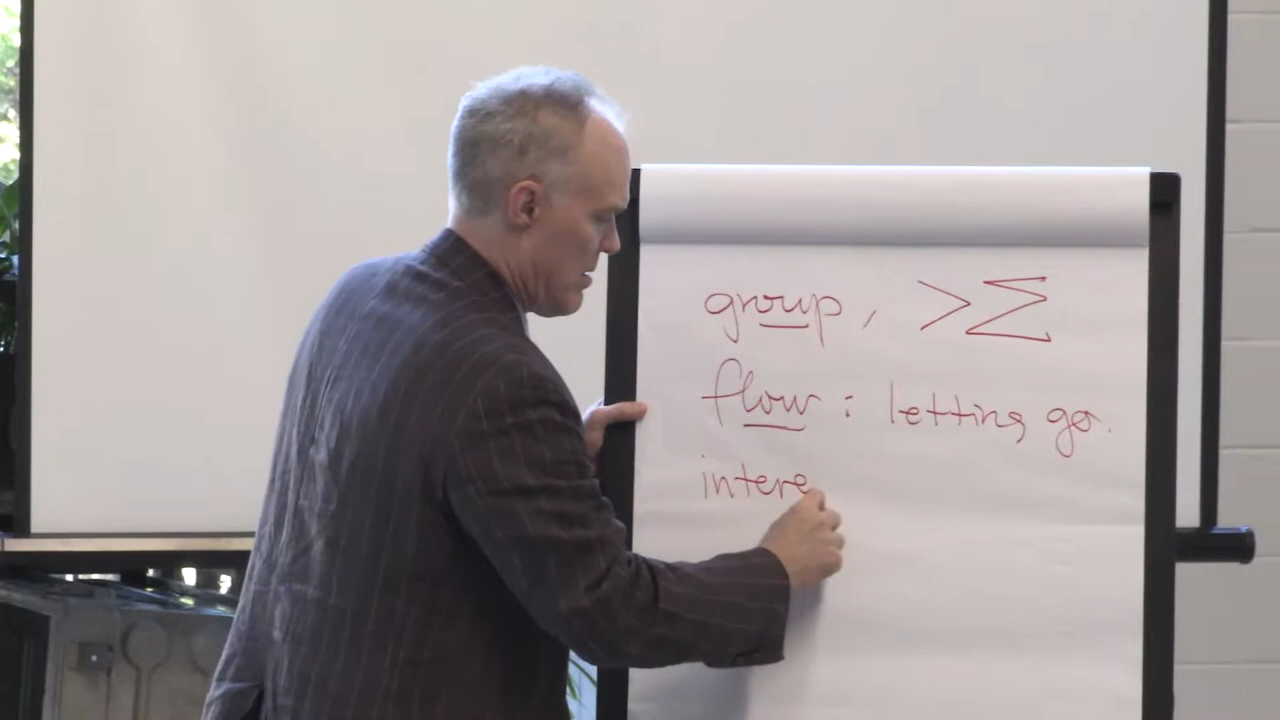 group, >Σ
flow: letting go.
intere